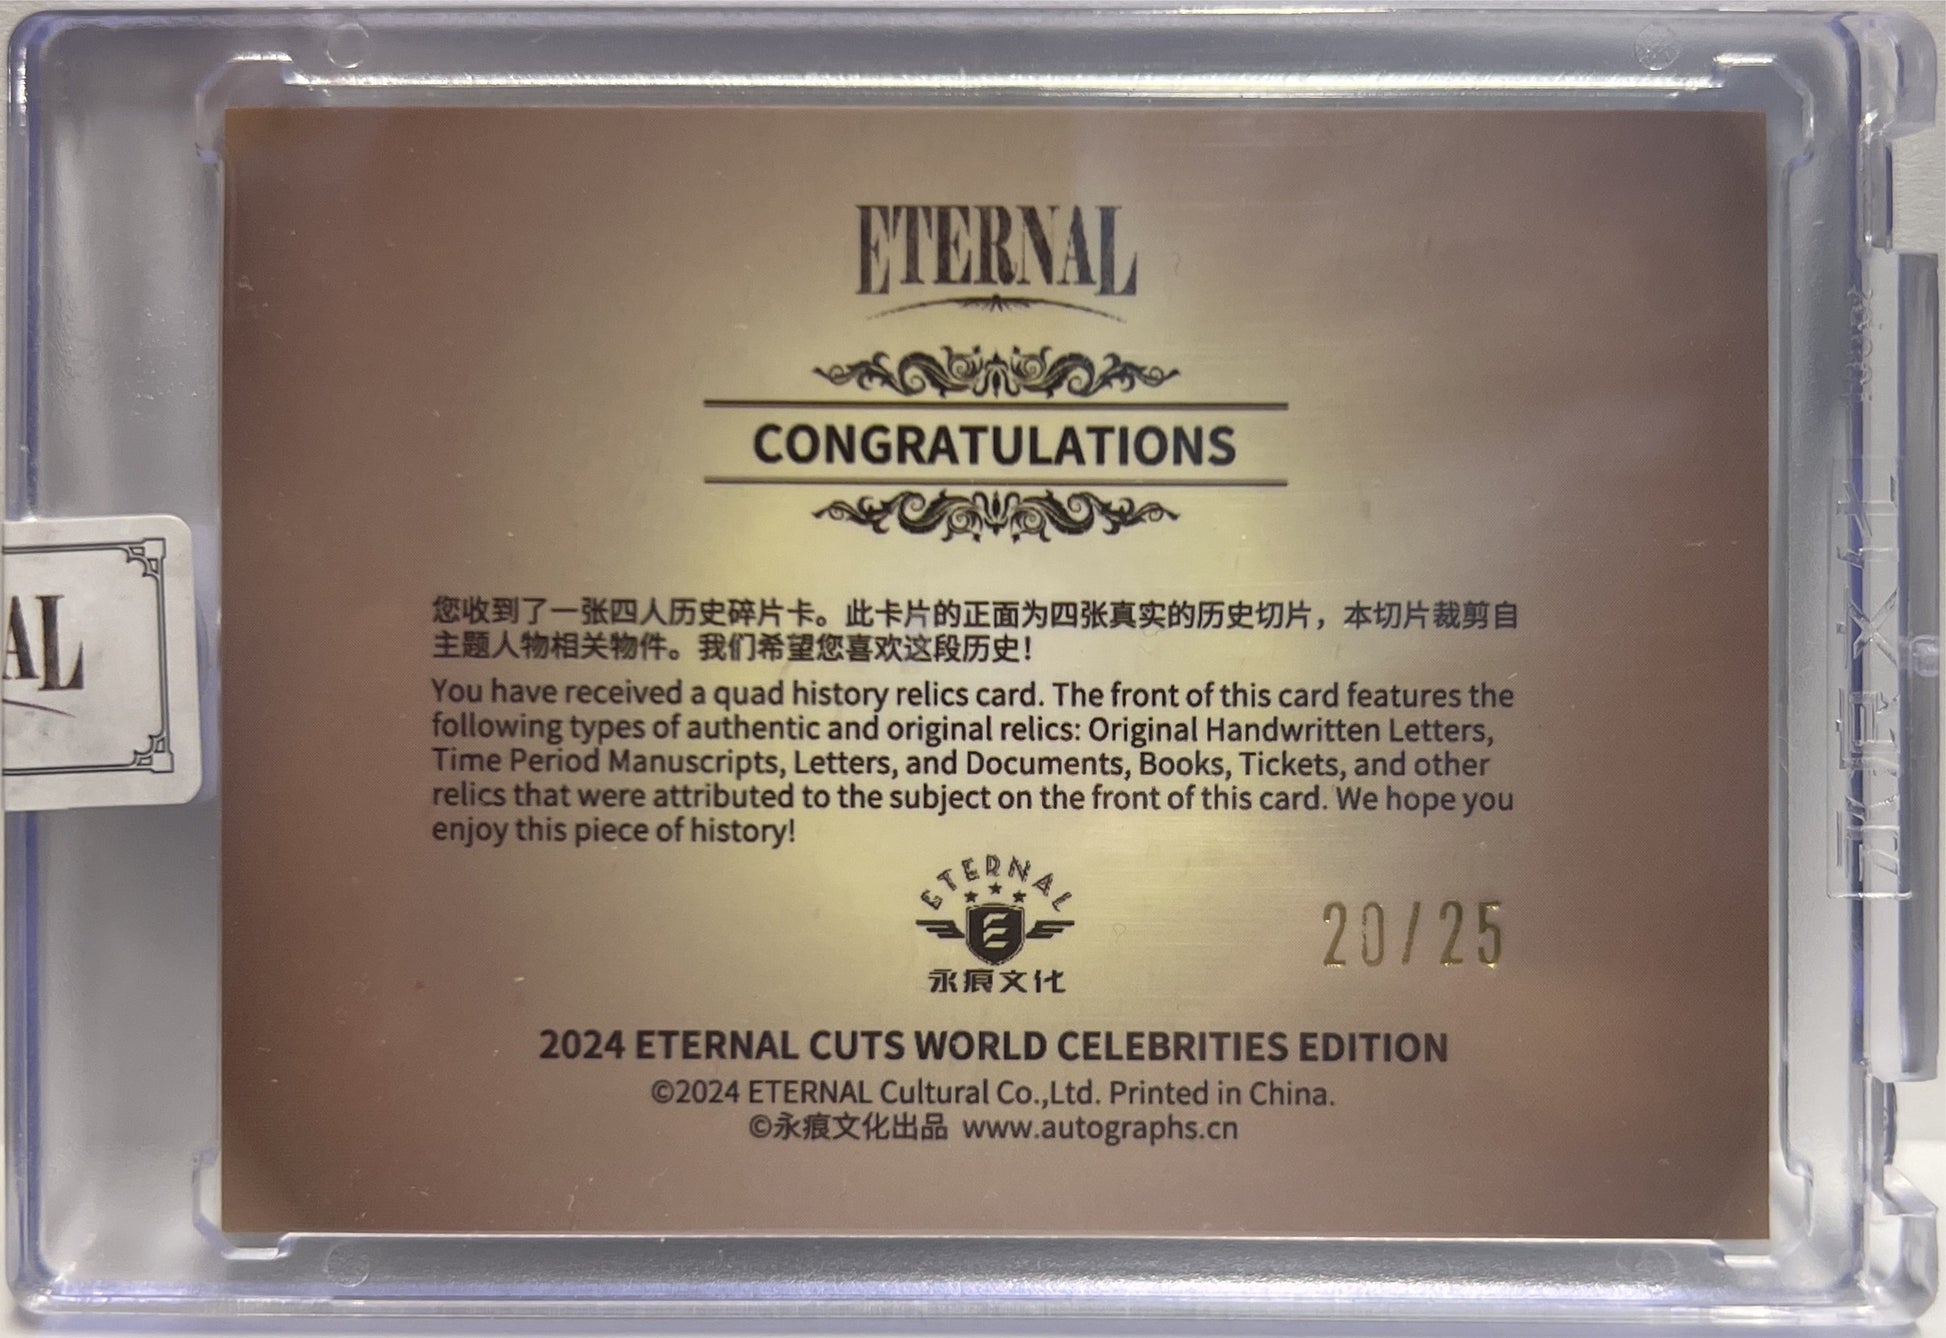 ETERNAL
CONGRATULATIONS
您收到了一张四人历史碎片卡。此卡片的正面为四张真实的历史切片，本切片裁剪自
主题人物相关物件。我们希望您喜欢这段历史！
You have received a quad history relics card. The front of this card features the
following types of authentic and original relics: Original Handwritten Letters,
Time Period Manuscripts, Letters, and Documents, Books, Tickets, and other
relics that were attributed to the subject on the front of this card. We hope you
enjoy this piece of history!
AL
ETERNAL
E
永痕文化
20/25
2024 ETERNAL CUTS WORLD CELEBRITIES EDITION
©2024 ETERNAL Cultural Co.,Ltd. Printed in China.
©永痕文化出品 www.autographs.cn
永痕文化